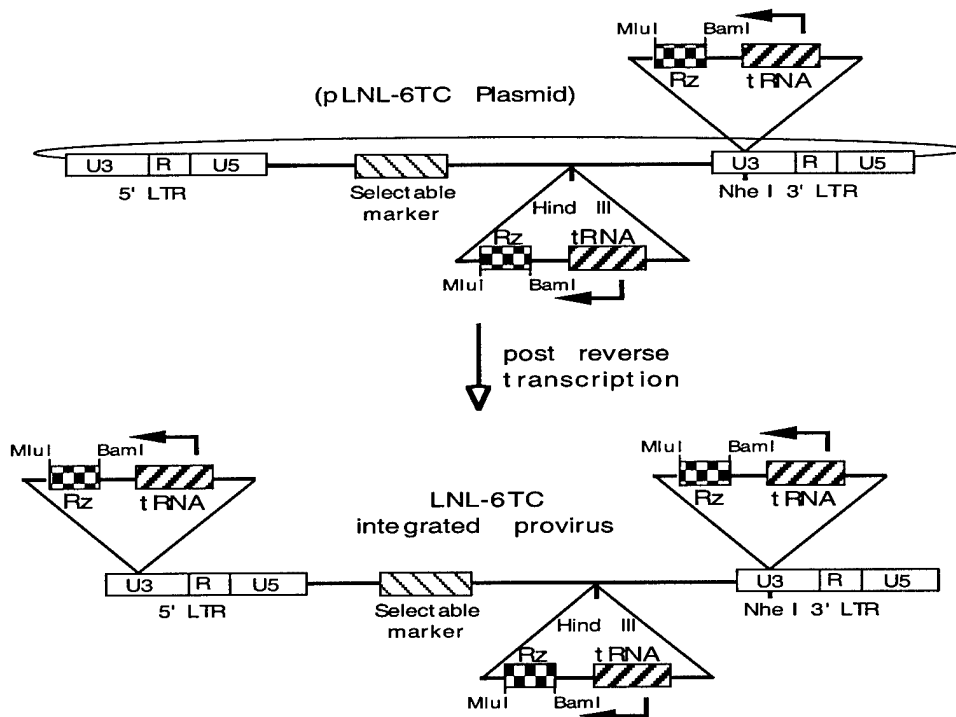 MluI BamI
Rz tRNA
(pLNL-6TC Plasmid)
U3 R U5
U3 R U5
5' LTR
Selectable
marker
Nhe I 3' LTR
Hind III
Rz tRNA
MluI BamI
post reverse
transcription
MluI BamI
Rz tRNA
MluI BamI
Rz tRNA
LNL-6TC
integrated provirus
U3 R U5
U3 R U5
5' LTR
Selectable
marker
Nhe I 3' LTR
Hind III
Rz tRNA
MluI BamI